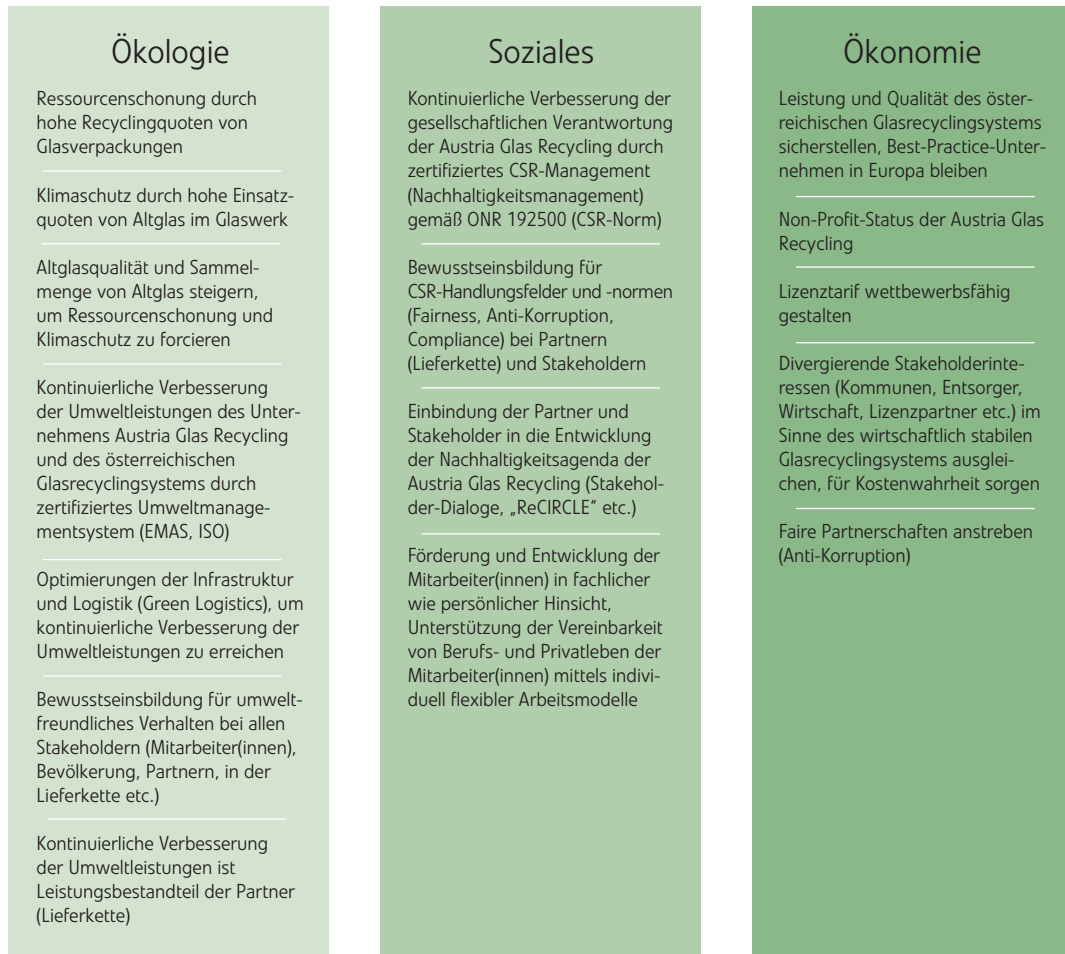 Ökologie
Ressourcenschonung durch
hohe Recyclingquoten von
Glasverpackungen
Klimaschutz durch hohe Einsatz-
quoten von Altglas im Glaswerk
Altglasqualität und Sammel-
menge von Altglas steigern,
um Ressourcenschonung und
Klimaschutz zu forcieren
Kontinuierliche Verbesserung
der Umweltleistungen des Unter-
nehmens Austria Glas Recycling
und des österreichischen
Glasrecyclingsystems durch
zertifiziertes Umweltmanage-
mentsystem (EMAS, ISO)
Optimierungen der Infrastruktur
und Logistik (Green Logistics), um
kontinuierliche Verbesserung der
Umweltleistungen zu erreichen
Bewusstseinsbildung für umwelt-
freundliches Verhalten bei allen
Stakeholdern (Mitarbeiter(innen),
Bevölkerung, Partnern, in der
Lieferkette etc.)
Kontinuierliche Verbesserung
der Umweltleistungen ist
Leistungsbestandteil der Partner
(Lieferkette)
Soziales
Kontinuierliche Verbesserung der
gesellschaftlichen Verantwortung
der Austria Glas Recycling durch
zertifiziertes CSR-Management
(Nachhaltigkeitsmanagement)
gemäß ONR 192500 (CSR-Norm)
Bewusstseinsbildung für
CSR-Handlungsfelder und -normen
(Fairness, Anti-Korruption,
Compliance) bei Partnern
(Lieferkette) und Stakeholdern
Einbindung der Partner und
Stakeholder in die Entwicklung
der Nachhaltigkeitsagenda der
Austria Glas Recycling (Stakehol-
der-Dialoge, „ReCIRCLE“ etc.)
Förderung und Entwicklung der
Mitarbeiter(innen) in fachlicher
wie persönlicher Hinsicht,
Unterstützung der Vereinbarkeit
von Berufs- und Privatleben der
Mitarbeiter(innen) mittels indivi-
duell flexibler Arbeitsmodelle
Ökonomie
Leistung und Qualität des öster-
reichischen Glasrecyclingsystems
sicherstellen, Best-Practice-Unter-
nehmen in Europa bleiben
Non-Profit-Status der Austria Glas
Recycling
Lizenztarif wettbewerbsfähig
gestalten
Divergierende Stakeholderinte-
ressen (Kommunen, Entsorger,
Wirtschaft, Lizenzpartner etc.) im
Sinne des wirtschaftlich stabilen
Glasrecyclingsystems ausglei-
chen, für Kostenwahrheit sorgen
Faire Partnerschaften anstreben
(Anti-Korruption)